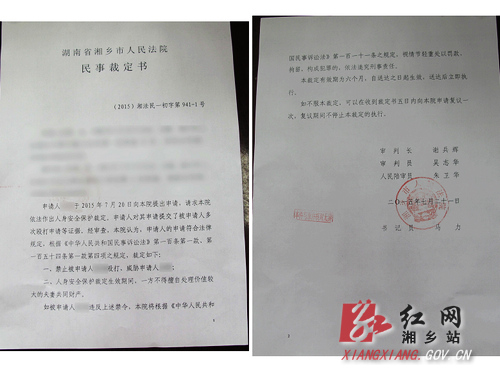 湖南省湘乡市人民法院
民事裁定书
（2015）湘法民一初字第941-1号
申请人 于2015年7月20日向本院提出申请，请求本院
依法作出人身安全保护裁定。申请人对其申请提交了被申请人多
次殴打申请等证据。经审查，本院认为，申请人的申请符合法律
规定，根据《中华人民共和国民事诉讼法》第一百条第一款、第
一百五十四条第一款第四项之规定，裁定如下：
一、禁止被申请人 殴打、威胁申请人
二、人身安全保护裁定生效期间，一方不得擅自处理价值较
大的夫妻共同财产。
如被申请人 违反上述禁令，本院将根据《中华人民共和
国民事诉讼法》第一百一十一条之规定，视情节轻重处以罚款、
拘留，构成犯罪的，依法追究刑事责任。
本裁定有效期为六个月，自送达之日起生效，送达后立即执
行。
如不服本裁定，可以在收到裁定书五日内向本院申请复议一
次，复议期间不停止本裁定的执行。
审 判 长 谢共辉
审 判 员 吴志华
人民陪审员 朱卫华
二〇一五年七月二十一日
书 记 员 马 力
红网
湘乡站
XIANGXIANG.GOV.CN